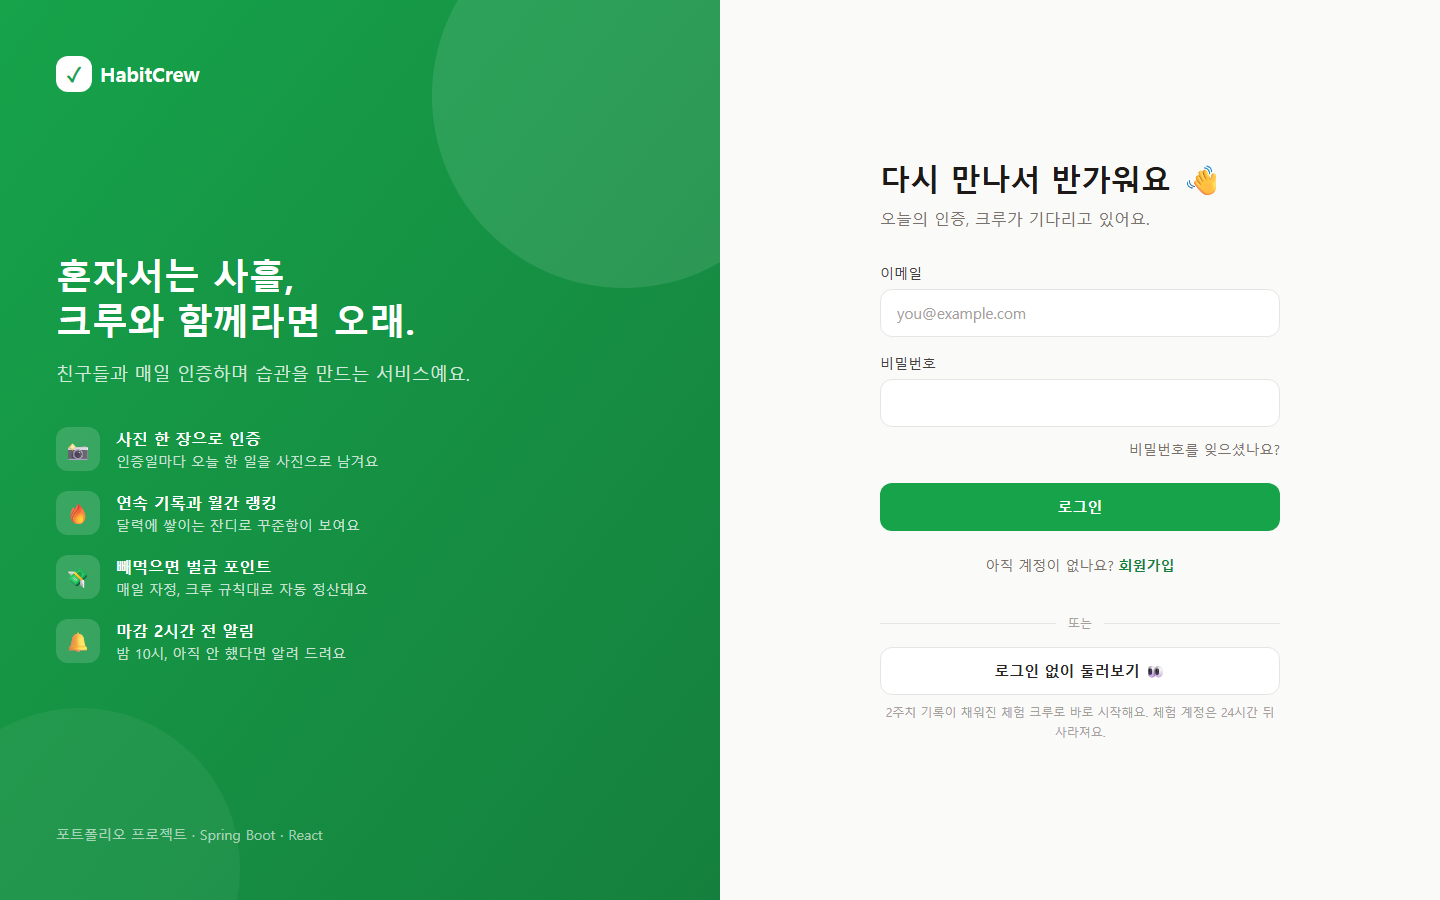 HabitCrew
혼자서는 사흘,
크루와 함께라면 오래.
친구들과 매일 인증하며 습관을 만드는 서비스예요.
사진 한 장으로 인증
인증일마다 오늘 한 일을 사진으로 남겨요
연속 기록과 월간 랭킹
달력에 쌓이는 잔디로 꾸준함이 보여요
빼먹으면 벌금 포인트
매일 자정, 크루 규칙대로 자동 정산돼요
마감 2시간 전 알림
밤 10시, 아직 안 했다면 알려 드려요
포트폴리오 프로젝트 · Spring Boot · React
다시 만나서 반가워요 👋
오늘의 인증, 크루가 기다리고 있어요.
이메일
you@example.com
비밀번호
비밀번호를 잊으셨나요?
로그인
아직 계정이 없나요? 회원가입
또는
로그인 없이 둘러보기 👀
2주치 기록이 채워진 체험 크루로 바로 시작해요. 체험 계정은 24시간 뒤
사라져요.